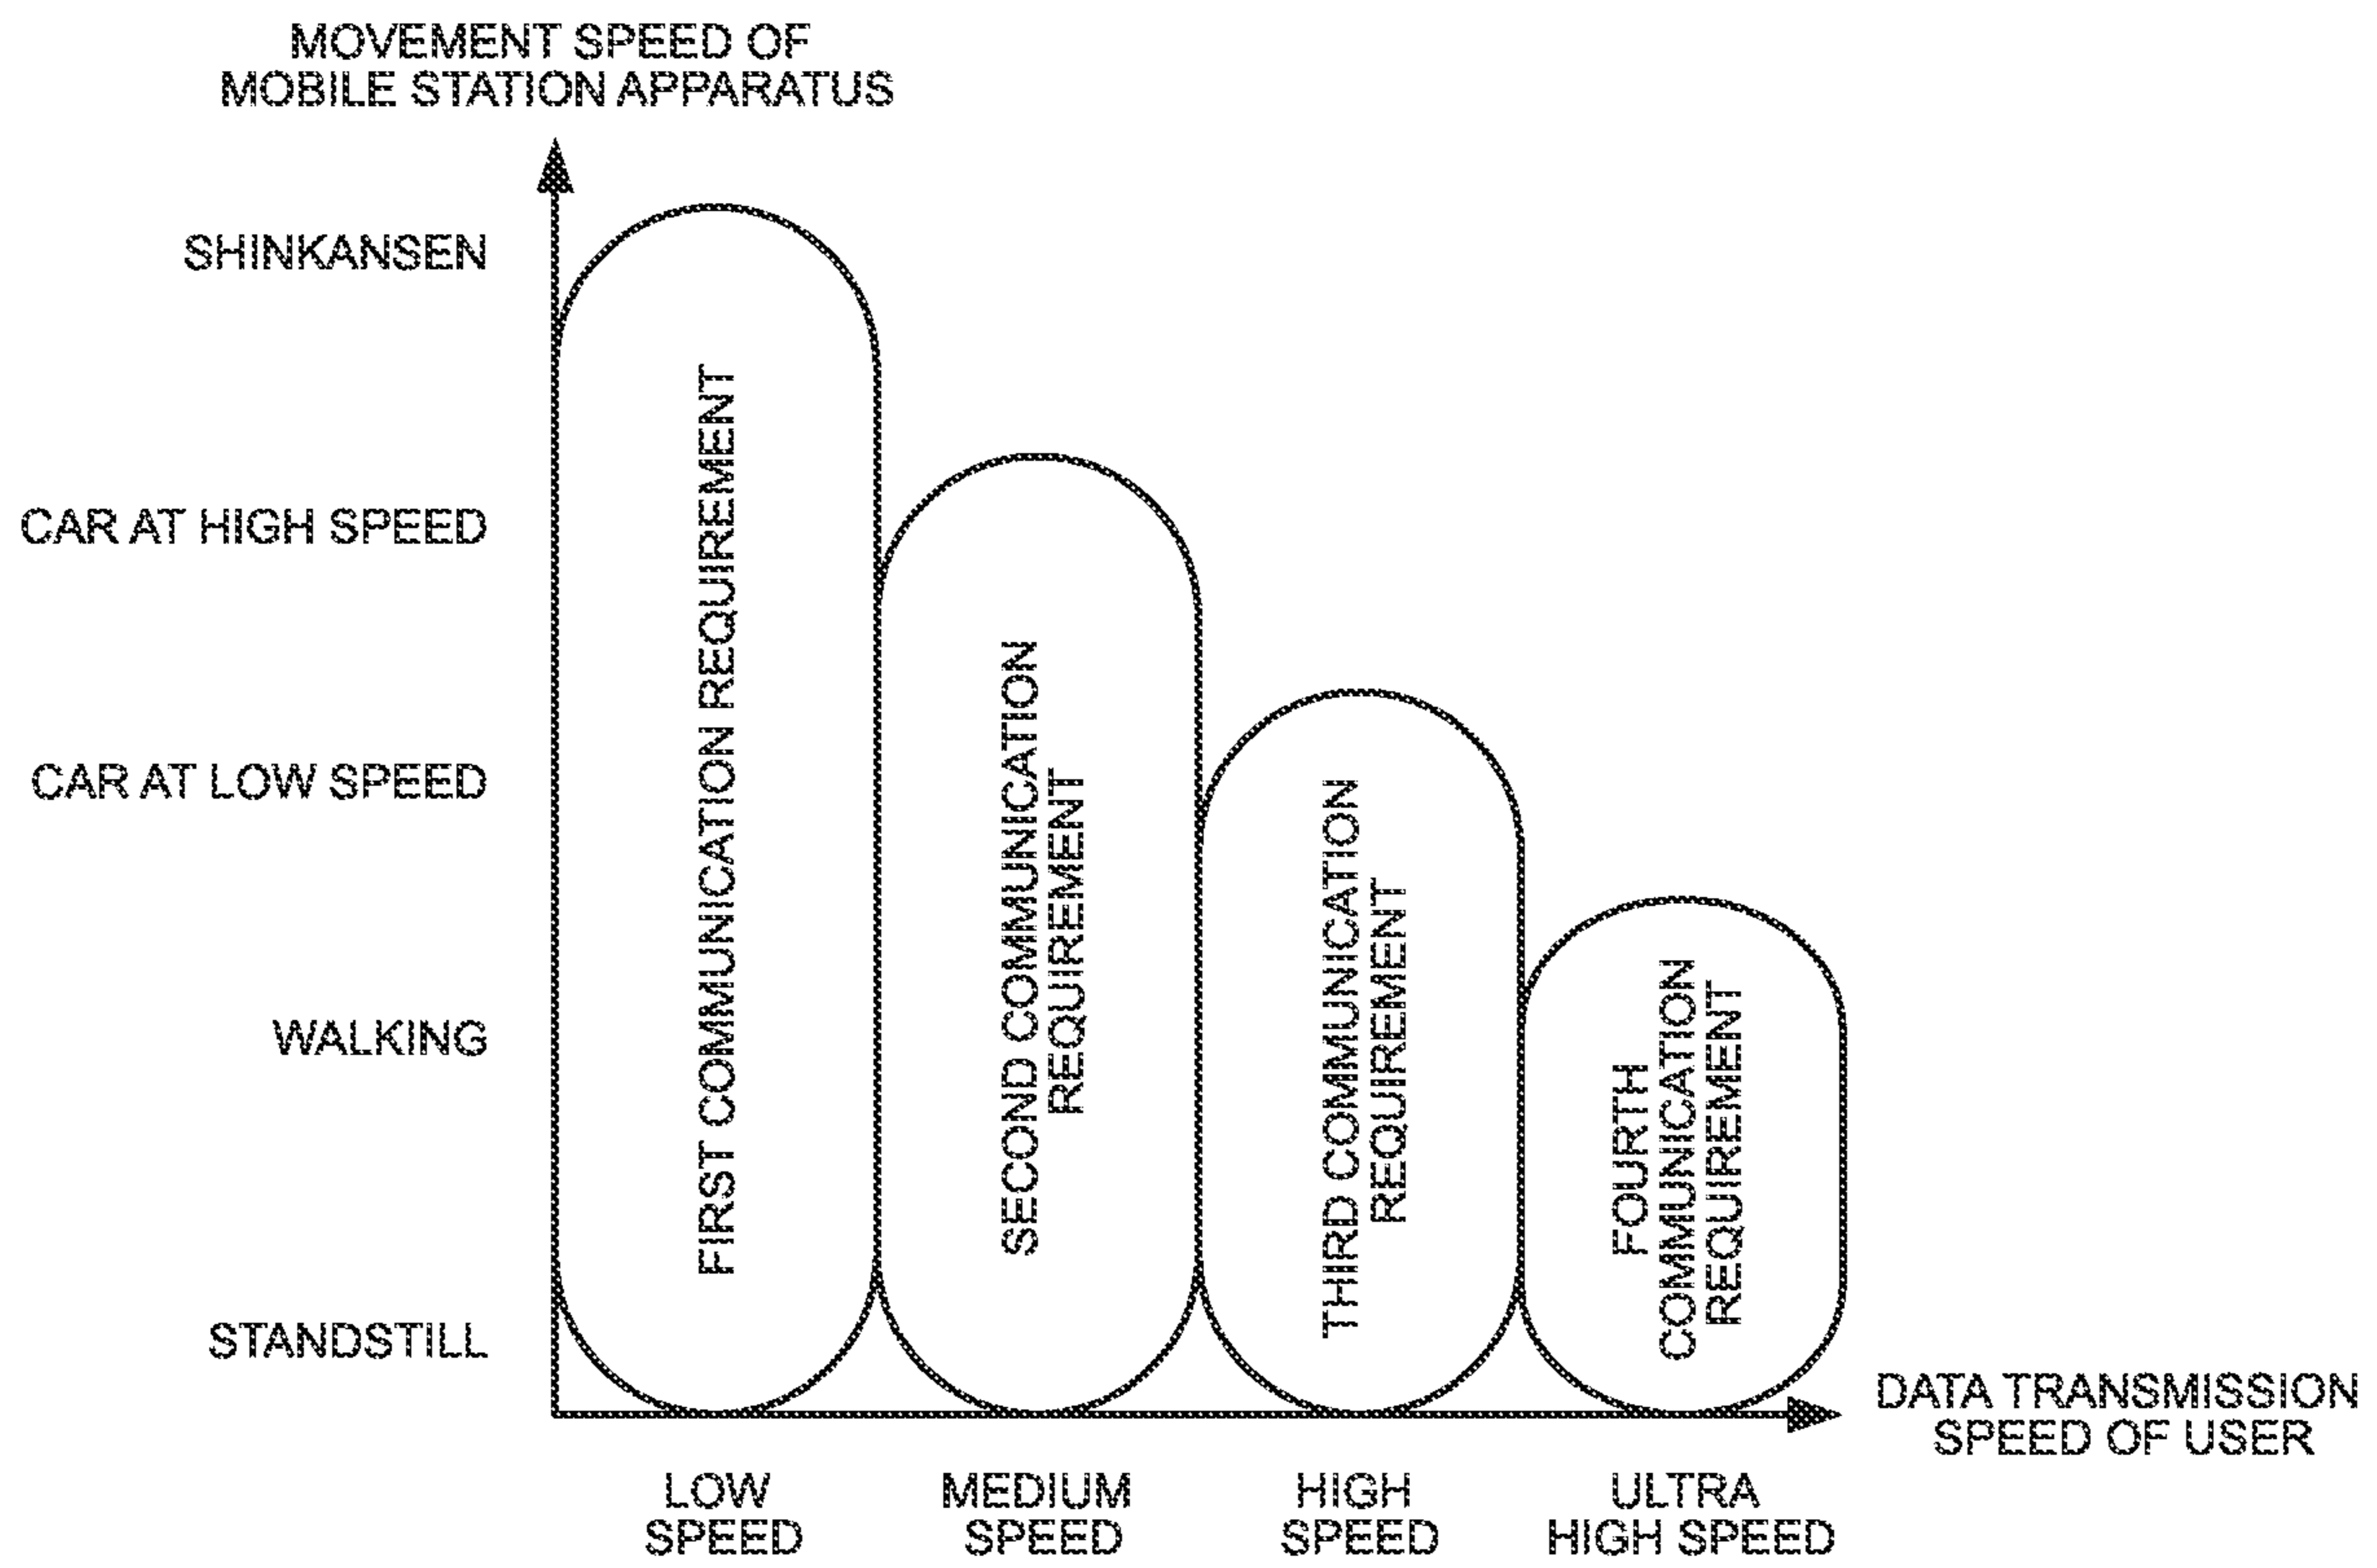 MOVEMENT SPEED OF
MOBILE STATION APPARATUS
SHINKANSEN
CAR AT HIGH SPEED
CAR AT LOW SPEED
WALKING
STANDSTILL
FIRST COMMUNICATION REQUIREMENT
SECOND COMMUNICATION
REQUIREMENT
THIRD COMMUNICATION
REQUIREMENT
FOURTH
COMMUNICATION
REQUIREMENT
DATA TRANSMISSION
SPEED OF USER
LOW
SPEED
MEDIUM
SPEED
HIGH
SPEED
ULTRA
HIGH SPEED